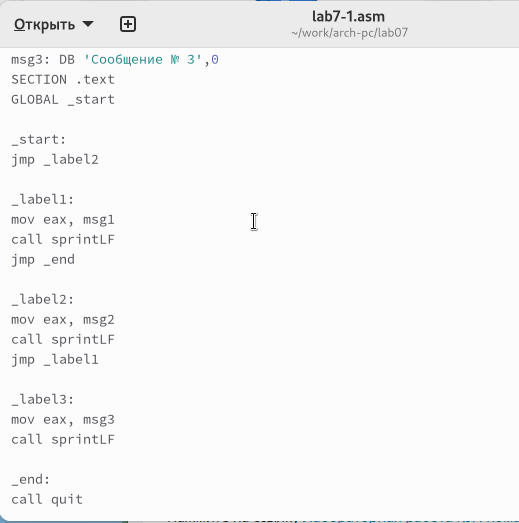 Открыть
lab7-1.asm
~/work/arch-pc/lab07
msg3: DB 'Сообщение № 3',0
SECTION .text
GLOBAL _start
_start:
jmp _label2
_label1:
mov eax, msg1
call sprintLF
jmp _end
_label2:
mov eax, msg2
call sprintLF
jmp _label1
_label3:
mov eax, msg3
call sprintLF
_end:
call quit